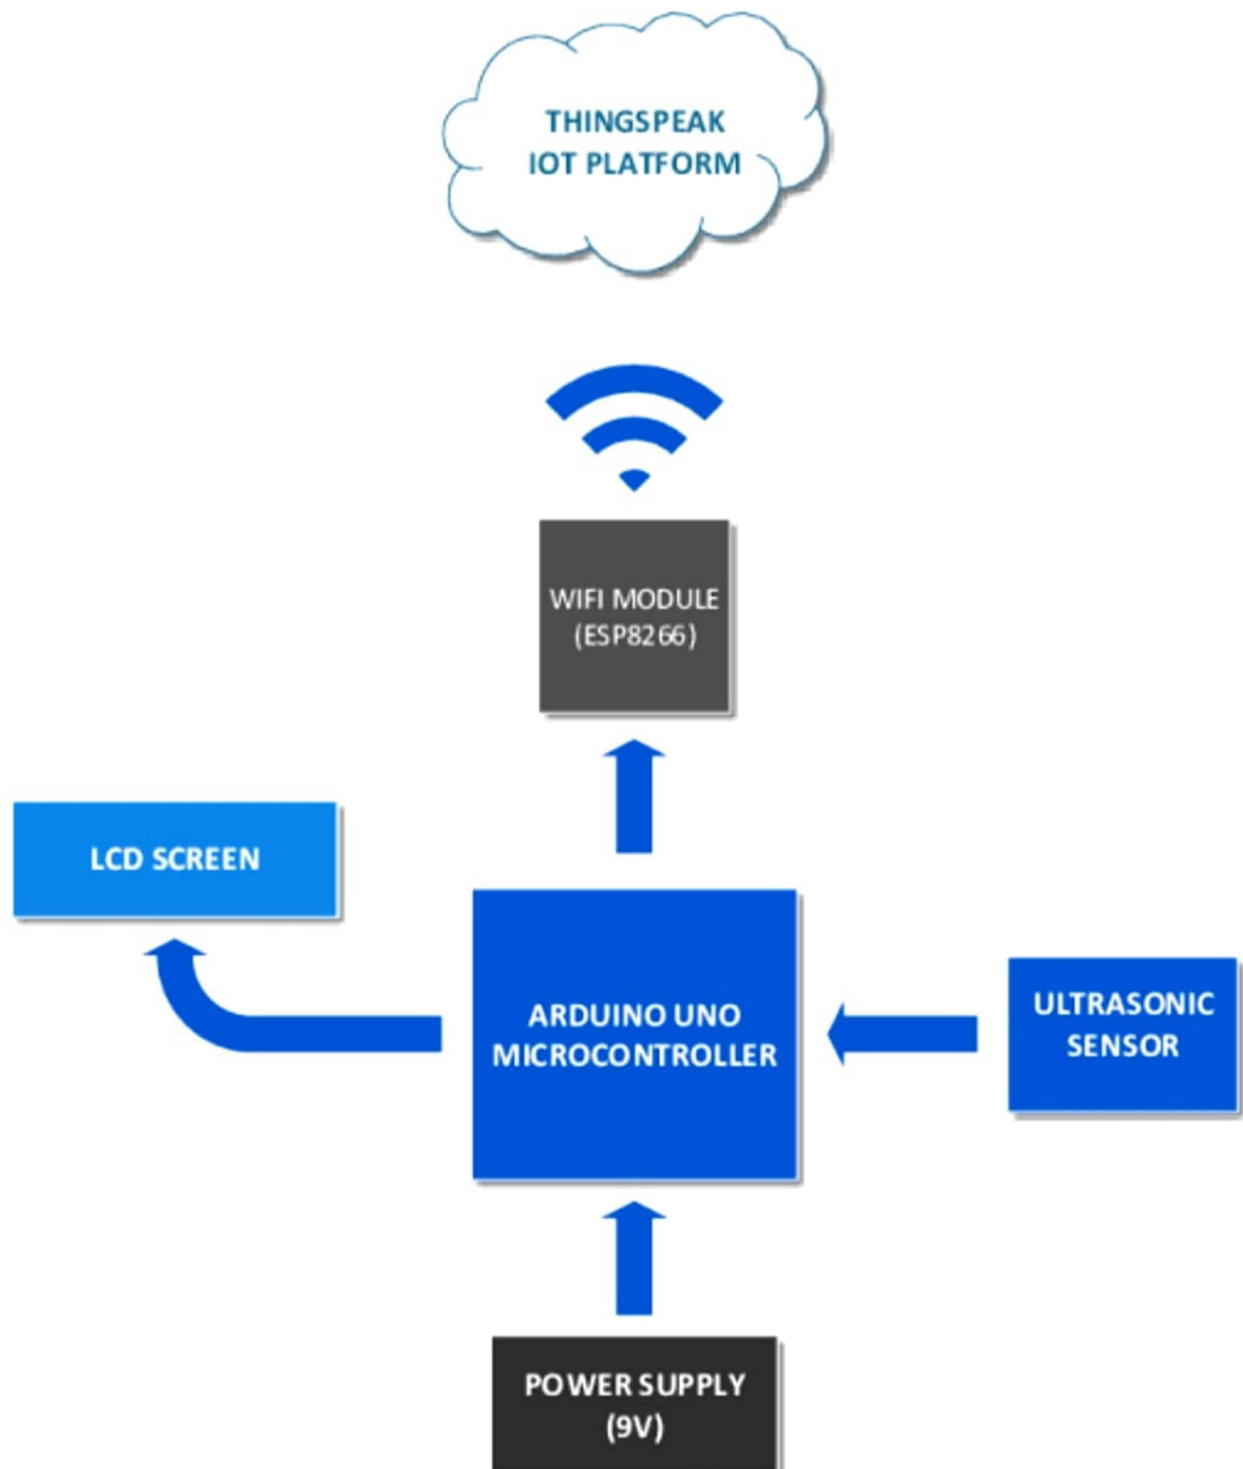 THINGSPEAK
IOT PLATFORM
WIFI MODULE
(ESP8266)
LCD SCREEN
ARDUINO UNO
MICROCONTROLLER
ULTRASONIC
SENSOR
POWER SUPPLY
(9V)